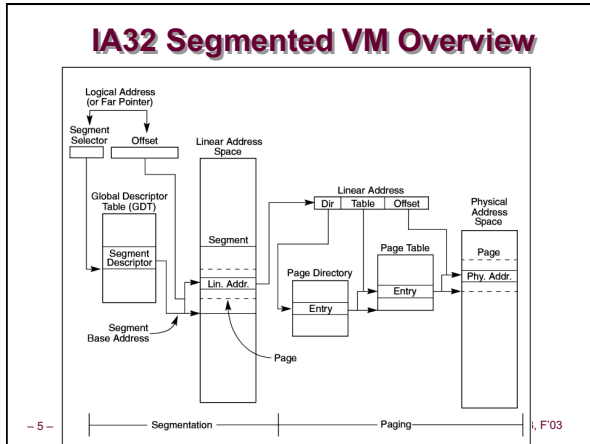 IA32 Segmented VM Overview
Logical Address
(or Far Pointer)
Segment
Selector
Offset
Linear Address
Space
Global Descriptor
Table (GDT)
Segment
Descriptor
Segment
Lin. Addr.
Segment
Base Address
Page
Linear Address
Dir Table Offset
Page Directory
Entry
Page Table
Entry
Physical
Address
Space
Page
Phy. Addr.
Segmentation
Paging
– 5 –
, F'03